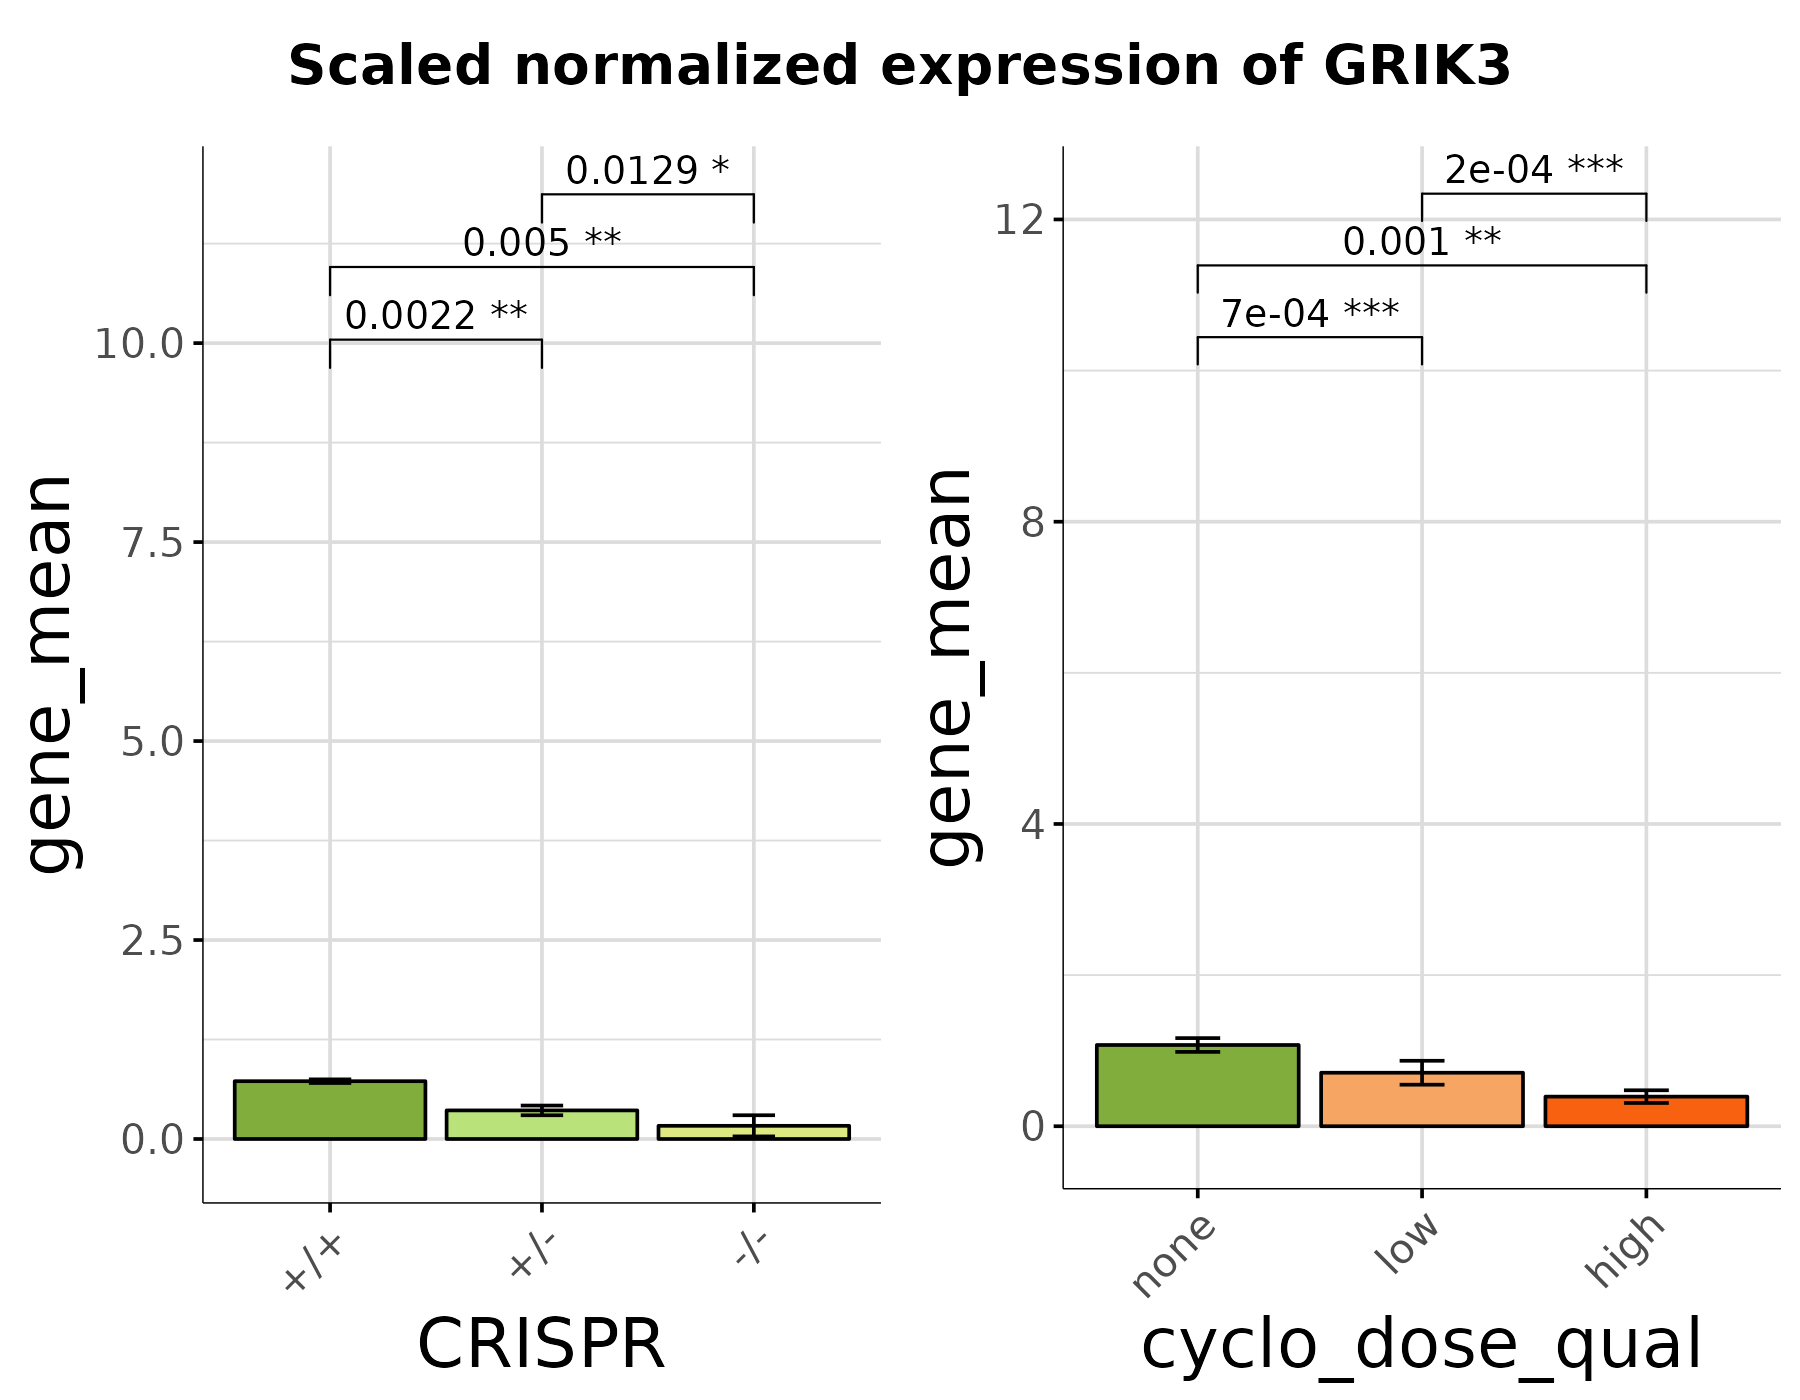 Scaled normalized expression of GRIK3
gene_mean
10.0
7.5
5.0
2.5
0.0
0.0129 *
0.005 **
0.0022 **
+/+
+/-
-/-
CRISPR
gene_mean
12
8
4
0
2e-04 ***
0.001 **
7e-04 ***
none
low
high
cyclo_dose_qual